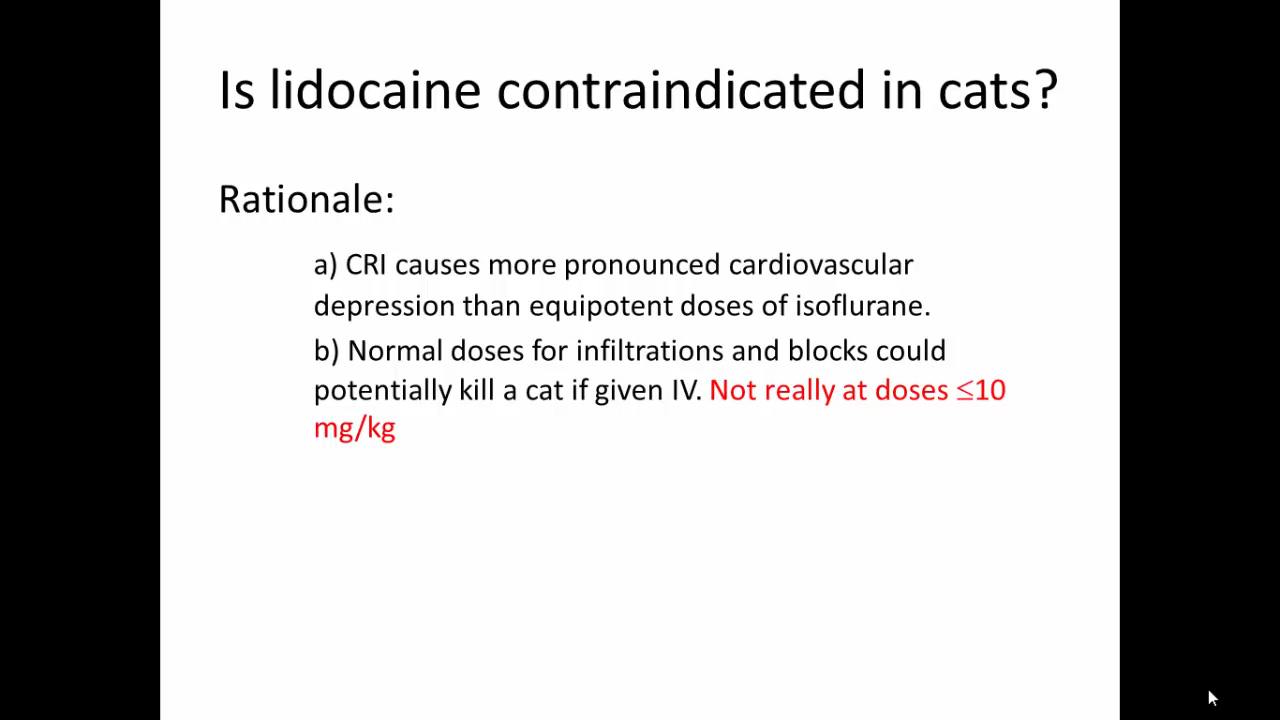 Is lidocaine contraindicated in cats?
Rationale:
a) CRI causes more pronounced cardiovascular
depression than equipotent doses of isoflurane.
b) Normal doses for infiltrations and blocks could
potentially kill a cat if given IV. Not really at doses ≤10
mg/kg